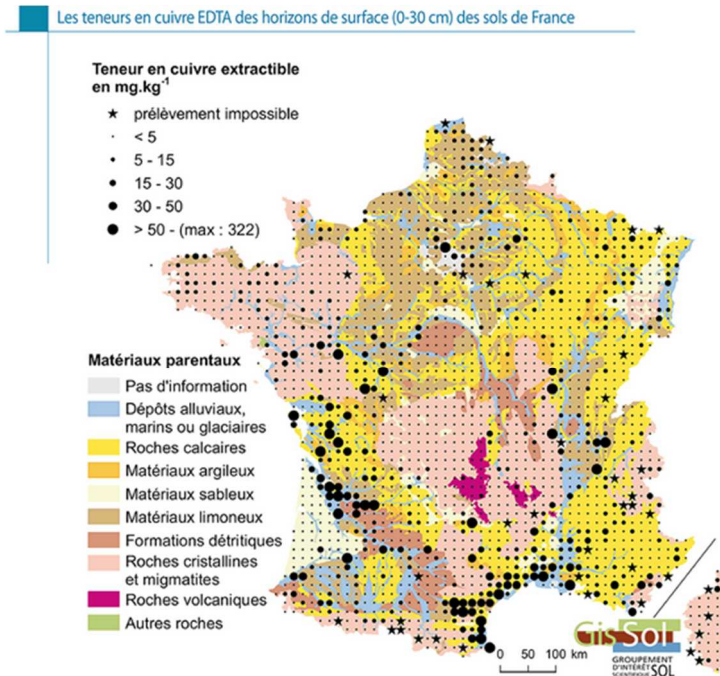 Les teneurs en cuivre EDTA des horizons de surface (0-30 cm) des sols de France
Teneur en cuivre extractible
en mg.kg⁻¹
prélèvement impossible
< 5
5 - 15
15 - 30
30 - 50
> 50 - (max : 322)
Matériaux parentaux
Pas d'information
Dépôts alluviaux,
marins ou glaciaires
Roches calcaires
Matériaux argileux
Matériaux sableux
Matériaux limoneux
Formations détritiques
Roches cristallines
et migmatites
Roches volcaniques
Autres roches
0 50 100 km
Gis Sol
GROUPEMENT
D'INTÉRÊT
SCIENTIFIQUE SOL